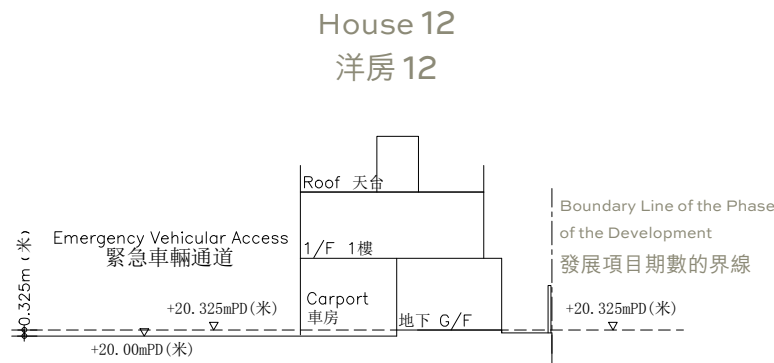 House 12
洋房 12
Roof 天台
Boundary Line of the Phase
of the Development
發展項目期數的界線
Emergency Vehicular Access
緊急車輛通道
1/F 1樓
0.325m (米)
Carport
車房
地下 G/F
+20.325mPD(米)
+20.325mPD(米)
+20.00mPD(米)